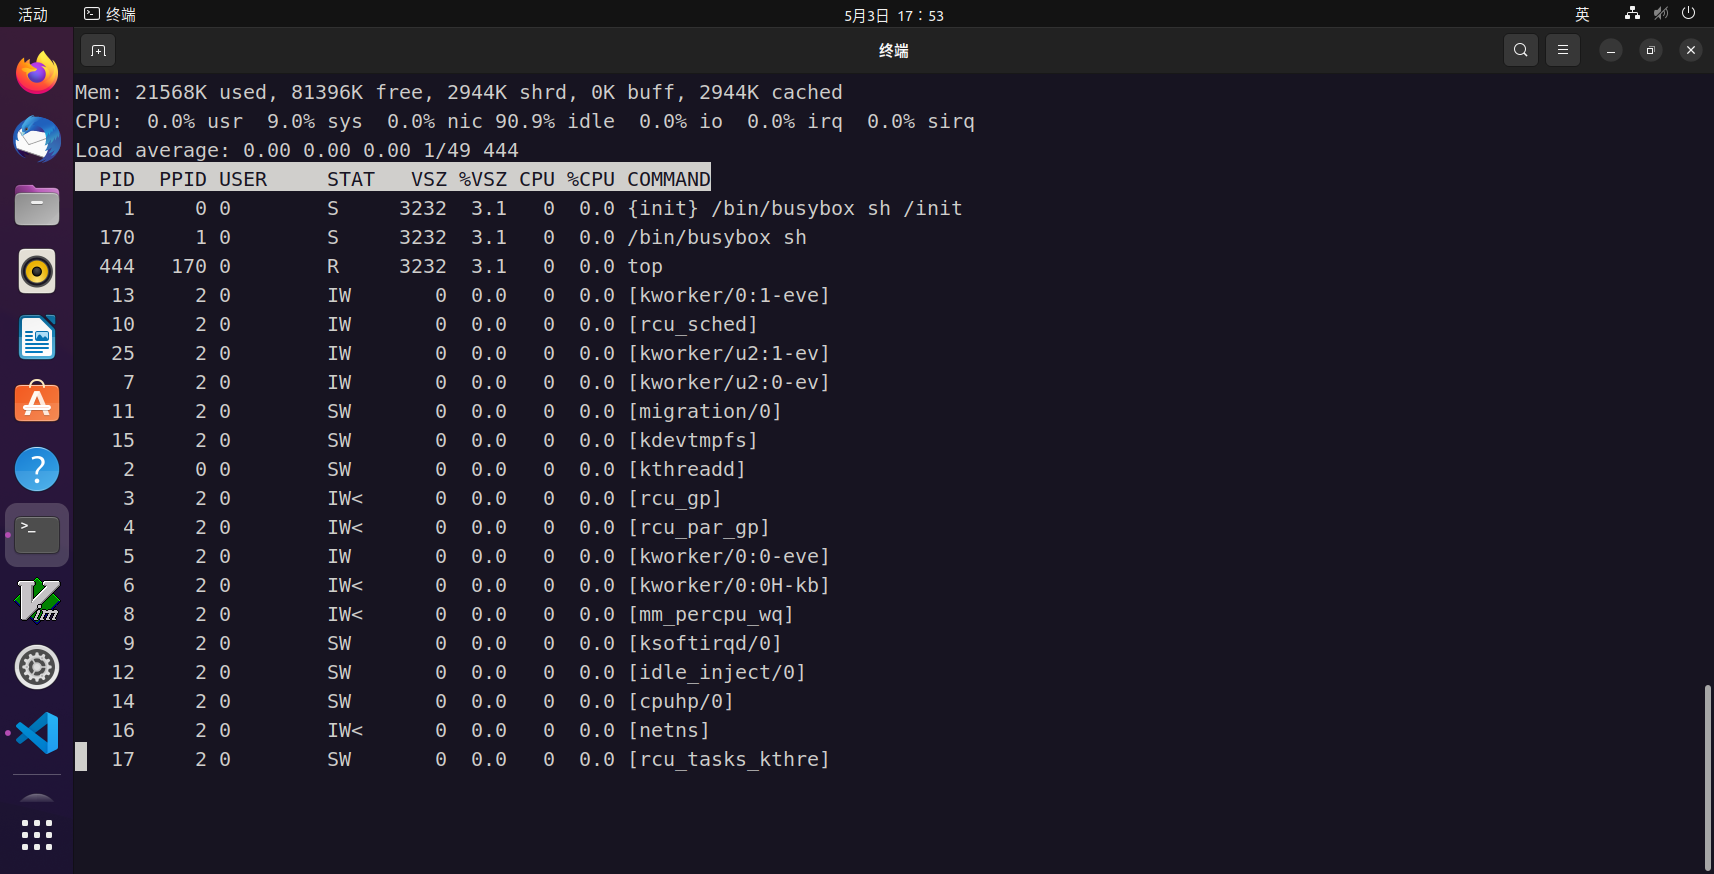 活动 终端 5月3日 17：53 英
终端
Mem: 21568K used, 81396K free, 2944K shrd, 0K buff, 2944K cached
CPU:  0.0% usr  9.0% sys  0.0% nic 90.9% idle  0.0% io  0.0% irq  0.0% sirq
Load average: 0.00 0.00 0.00 1/49 444
  PID  PPID USER     STAT   VSZ %VSZ CPU %CPU COMMAND
    1     0 0        S     3232  3.1   0  0.0 {init} /bin/busybox sh /init
  170     1 0        S     3232  3.1   0  0.0 /bin/busybox sh
  444   170 0        R     3232  3.1   0  0.0 top
   13     2 0        IW       0  0.0   0  0.0 [kworker/0:1-eve]
   10     2 0        IW       0  0.0   0  0.0 [rcu_sched]
   25     2 0        IW       0  0.0   0  0.0 [kworker/u2:1-ev]
    7     2 0        IW       0  0.0   0  0.0 [kworker/u2:0-ev]
   11     2 0        SW       0  0.0   0  0.0 [migration/0]
   15     2 0        SW       0  0.0   0  0.0 [kdevtmpfs]
    2     0 0        SW       0  0.0   0  0.0 [kthreadd]
    3     2 0        IW<      0  0.0   0  0.0 [rcu_gp]
    4     2 0        IW<      0  0.0   0  0.0 [rcu_par_gp]
    5     2 0        IW       0  0.0   0  0.0 [kworker/0:0-eve]
    6     2 0        IW<      0  0.0   0  0.0 [kworker/0:0H-kb]
    8     2 0        IW<      0  0.0   0  0.0 [mm_percpu_wq]
    9     2 0        SW       0  0.0   0  0.0 [ksoftirqd/0]
   12     2 0        SW       0  0.0   0  0.0 [idle_inject/0]
   14     2 0        SW       0  0.0   0  0.0 [cpuhp/0]
   16     2 0        IW<      0  0.0   0  0.0 [netns]
   17     2 0        SW       0  0.0   0  0.0 [rcu_tasks_kthre]